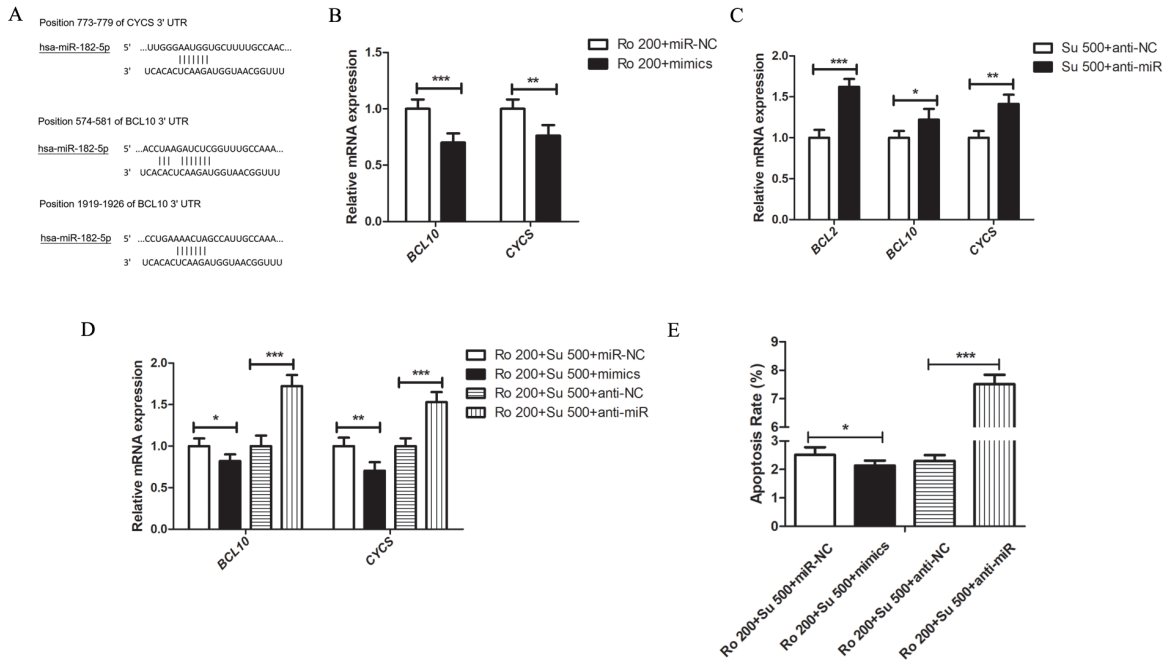 A
Position 773-779 of CYCS 3' UTR
hsa-miR-182-5p 5' ...UUGGGAAUGGUGCUUUUGCCAAC...
3' UCACACUCAAGAUGGUAACGGUUU
Position 574-581 of BCL10 3' UTR
hsa-miR-182-5p 5' ...ACCUAAGAUCUCGGUUUGCCAAA...
3' UCACACUCAAGAUGGUAACGGUUU
Position 1919-1926 of BCL10 3' UTR
hsa-miR-182-5p 5' ...CCUGAAAACUAGCCAUUGCCAAA...
3' UCACACUCAAGAUGGUAACGGUUU
B
Relative mRNA expression
1.5
1.0
0.5
0.0
***
**
BCL10
CYCS
Ro 200+miR-NC
Ro 200+mimics
C
Relative mRNA expression
2.0
1.5
1.0
0.5
0.0
***
*
**
BCL2
BCL10
CYCS
Su 500+anti-NC
Su 500+anti-miR
D
Relative mRNA expression
2.0
1.5
1.0
0.5
0.0
*
***
**
***
BCL10
CYCS
Ro 200+Su 500+miR-NC
Ro 200+Su 500+mimics
Ro 200+Su 500+anti-NC
Ro 200+Su 500+anti-miR
E
Apoptosis Rate (%)
9
8
7
6
3
2
1
0
*
***
Ro 200+Su 500+miR-NC
Ro 200+Su 500+mimics
Ro 200+Su 500+anti-NC
Ro 200+Su 500+anti-miR